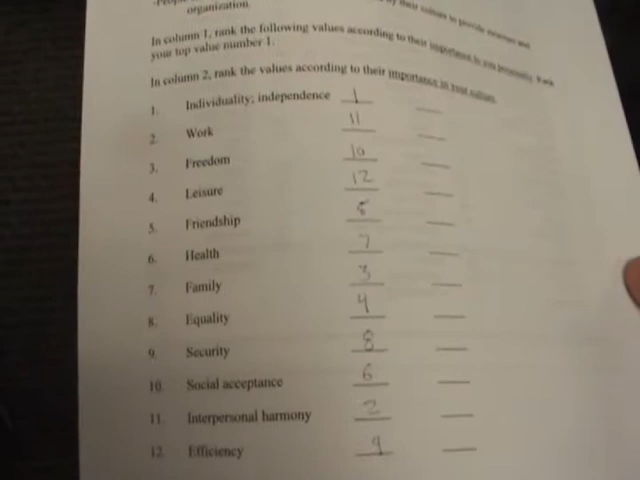 organization.
In column 1, rank the following values according to their importance to you personally. Rank
your top value number 1.
In column 2, rank the values according to their importance in your culture.
1. Individuality; independence 1
2. Work 11
3. Freedom 10
4. Leisure 12
5. Friendship
6. Health 7
7. Family 3
8. Equality 4
9. Security 8
10. Social acceptance 6
11. Interpersonal harmony 2
12. Efficiency 9